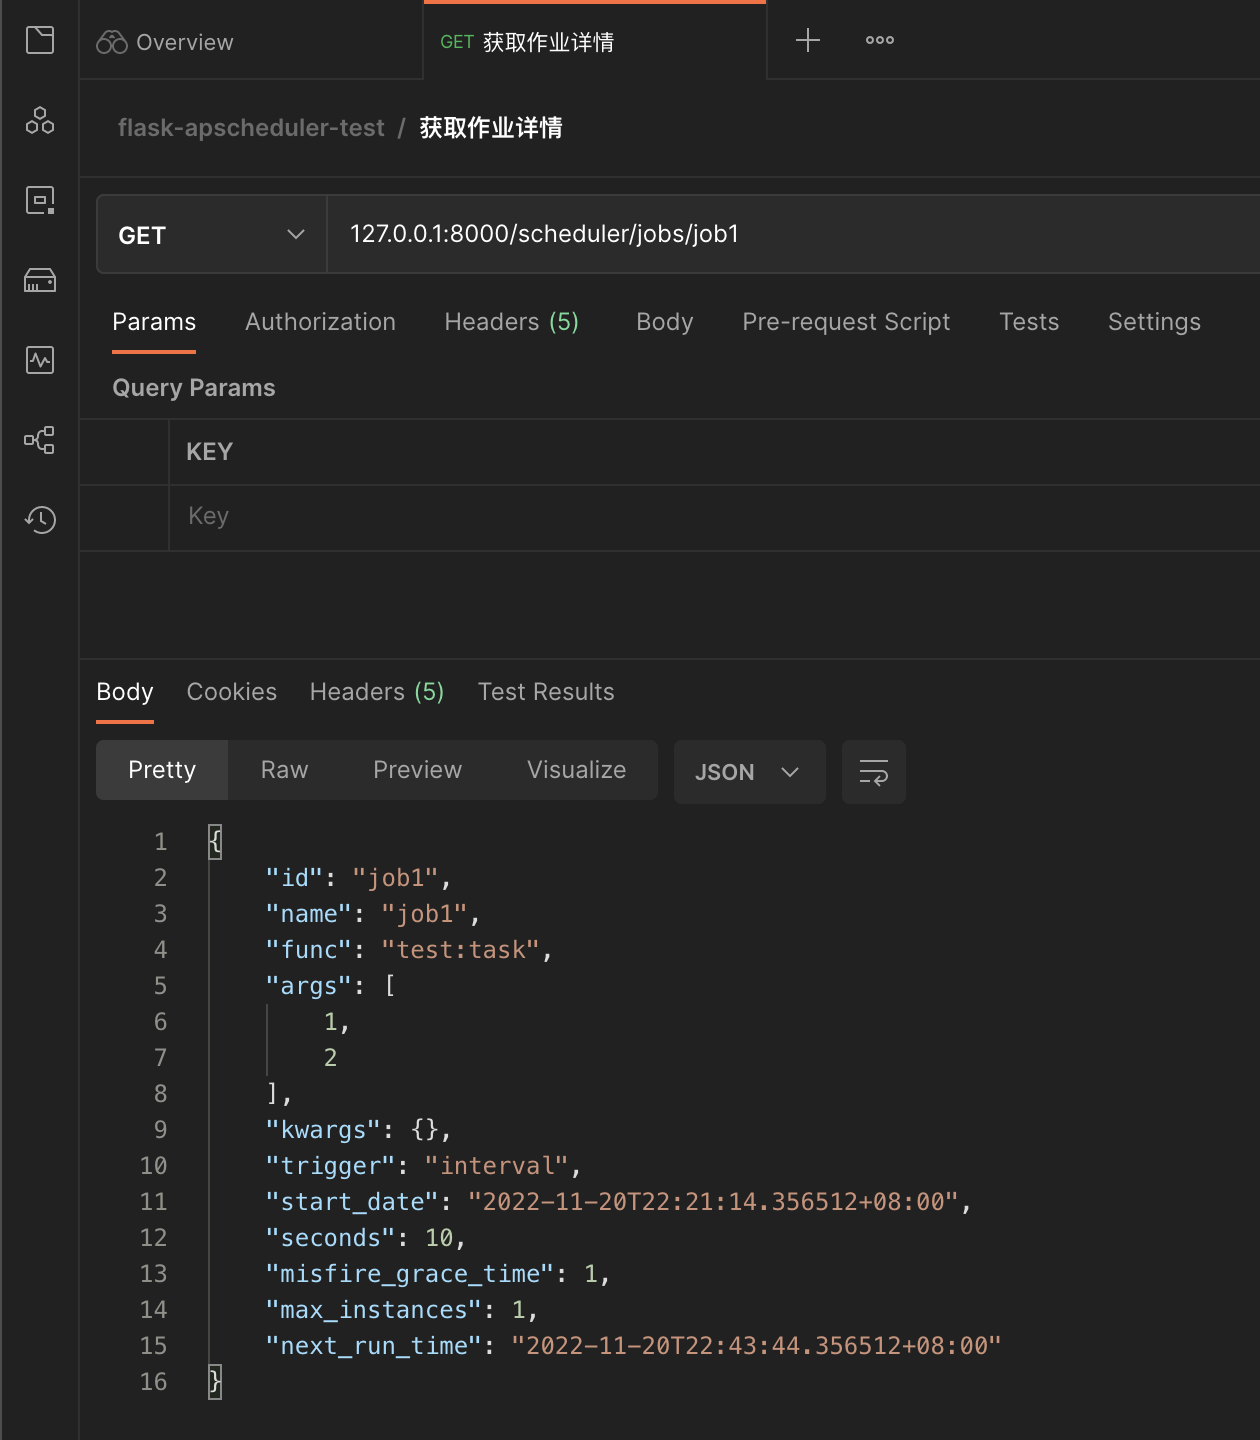 Overview
GET 获取作业详情
flask-apscheduler-test / 获取作业详情
GET 127.0.0.1:8000/scheduler/jobs/job1
Params Authorization Headers (5) Body Pre-request Script Tests Settings
Query Params
KEY
Key
Body Cookies Headers (5) Test Results
Pretty Raw Preview Visualize JSON
1 {
2 "id": "job1",
3 "name": "job1",
4 "func": "test:task",
5 "args": [
6 1,
7 2
8 ],
9 "kwargs": {},
10 "trigger": "interval",
11 "start_date": "2022-11-20T22:21:14.356512+08:00",
12 "seconds": 10,
13 "misfire_grace_time": 1,
14 "max_instances": 1,
15 "next_run_time": "2022-11-20T22:43:44.356512+08:00"
16 }